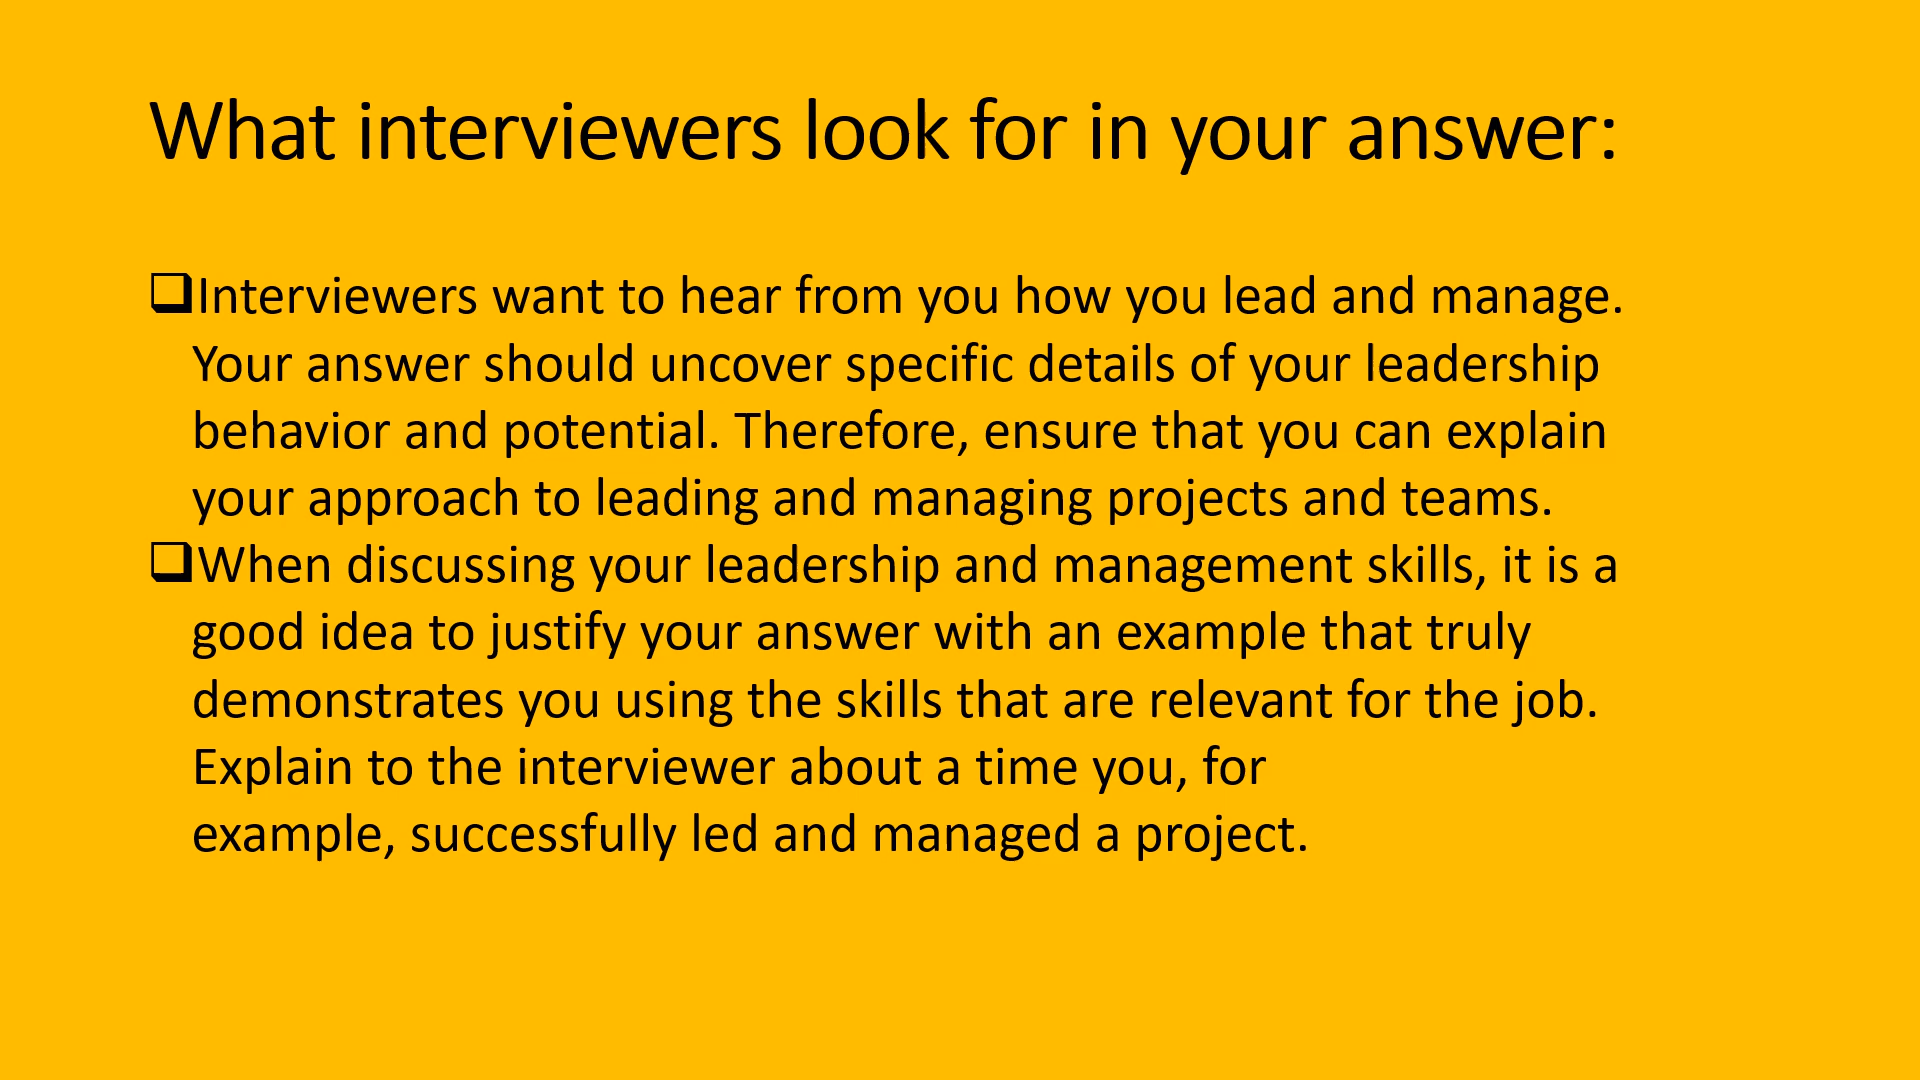 What interviewers look for in your answer:
❑Interviewers want to hear from you how you lead and manage.
Your answer should uncover specific details of your leadership
behavior and potential. Therefore, ensure that you can explain
your approach to leading and managing projects and teams.
❑When discussing your leadership and management skills, it is a
good idea to justify your answer with an example that truly
demonstrates you using the skills that are relevant for the job.
Explain to the interviewer about a time you, for
example, successfully led and managed a project.